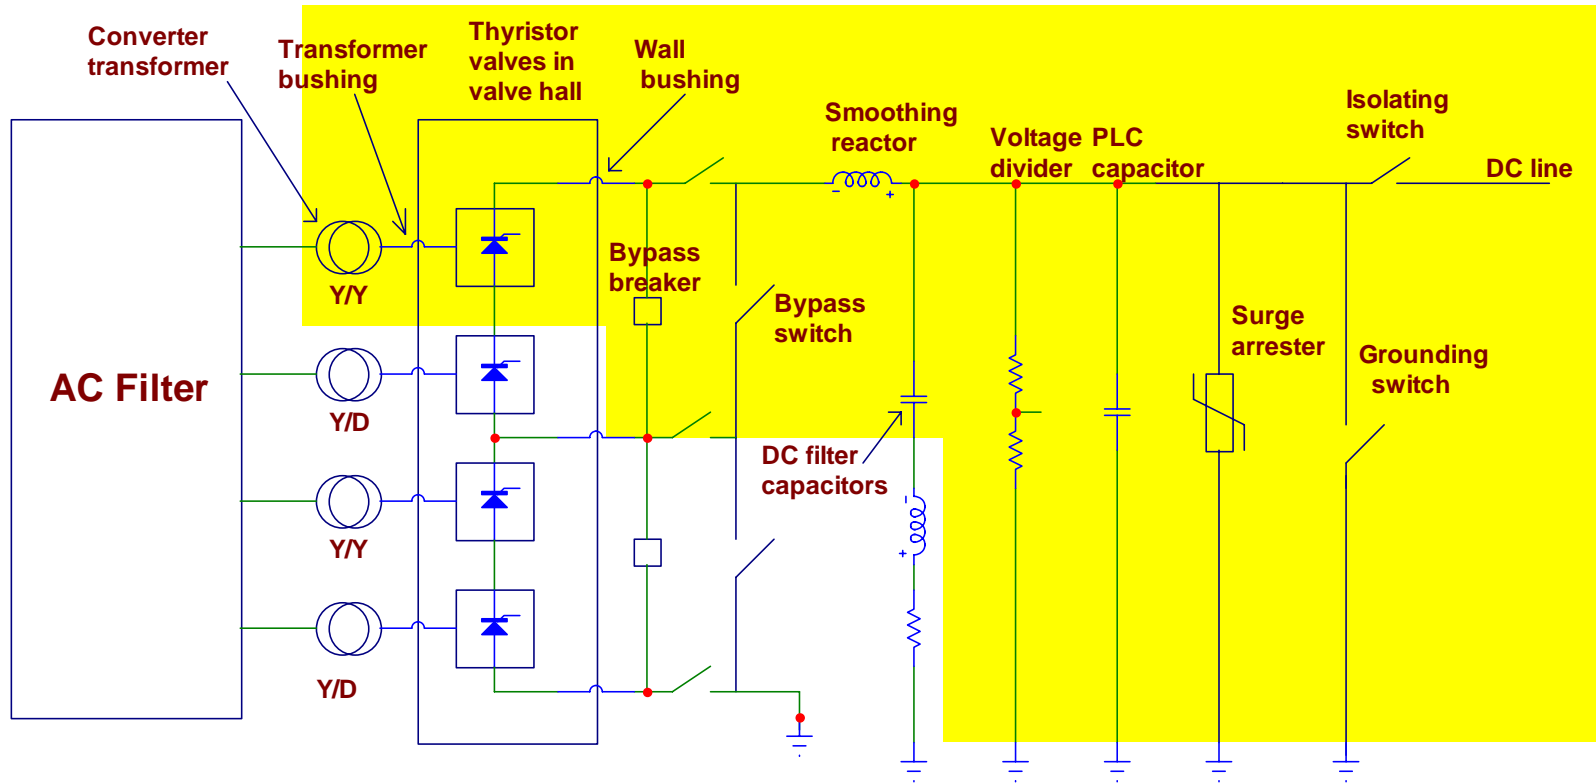 Converter
transformer
Transformer
bushing
Thyristor
valves in
valve hall
Wall
bushing
Smoothing
reactor
Voltage
divider
PLC
capacitor
Isolating
switch
DC line
- +
Y/Y
Bypass
breaker
Bypass
switch
Surge
arrester
Grounding
switch
AC Filter
Y/D
DC filter
capacitors
-
+
Y/Y
Y/D